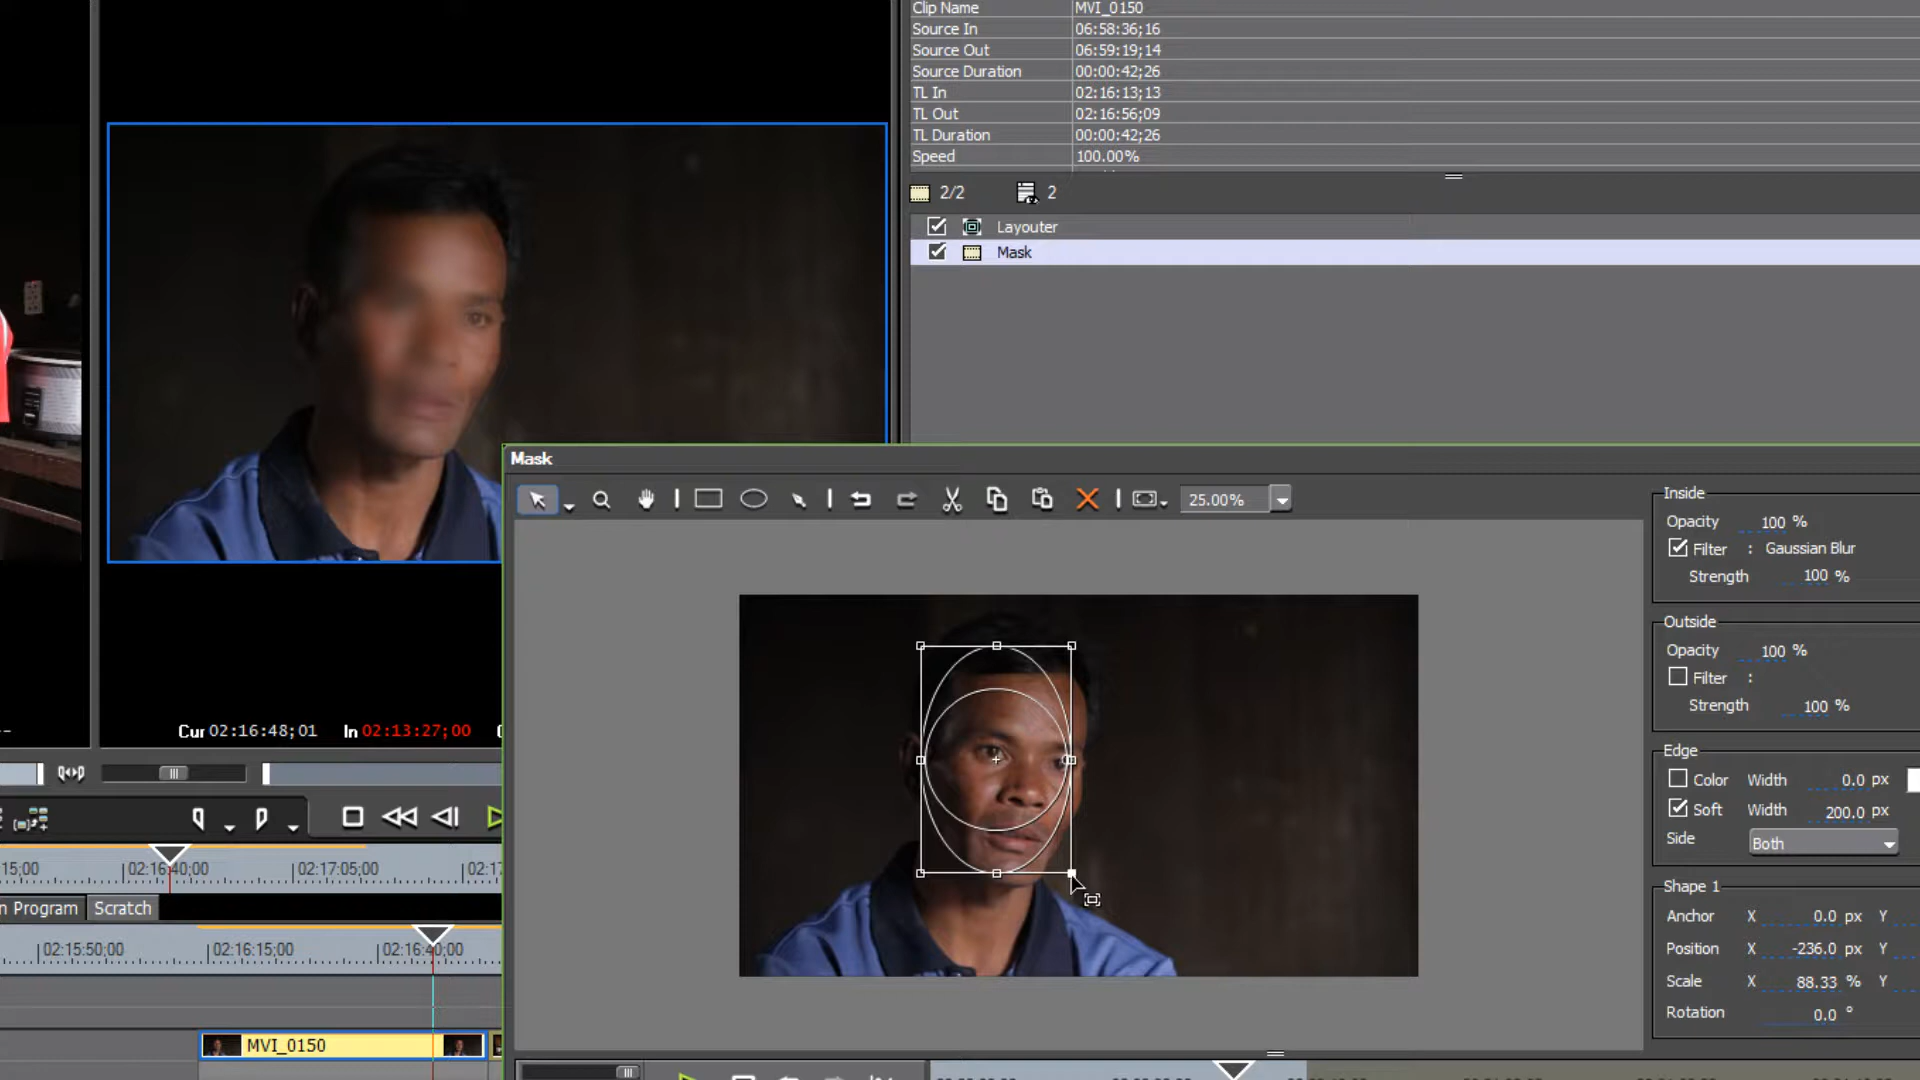 Clip Name MVI_0150
Source In 06:58:36;16
Source Out 06:59:19;14
Source Duration 00:00:42;26
TL In 02:16:13;13
TL Out 02:16:56;09
TL Duration 00:00:42;26
Speed 100.00%
2/2 2
Layouter
Mask
Mask
25.00%
Inside
Opacity 100 %
Filter : Gaussian Blur
Strength 100 %
Outside
Opacity 100 %
Filter :
Strength 100 %
Edge
Color Width 0.0 px
Soft Width 200.0 px
Side Both
Shape 1
Anchor X 0.0 px Y
Position X -236.0 px Y
Scale X 88.33 % Y
Rotation 0.0 °
Cur 02:16:48;01 In 02:13:27;00
15;00 02:16:40;00 02:17:05;00 02:17
n Program Scratch
02:15:50;00 02:16:15;00 02:16:40;00
MVI_0150